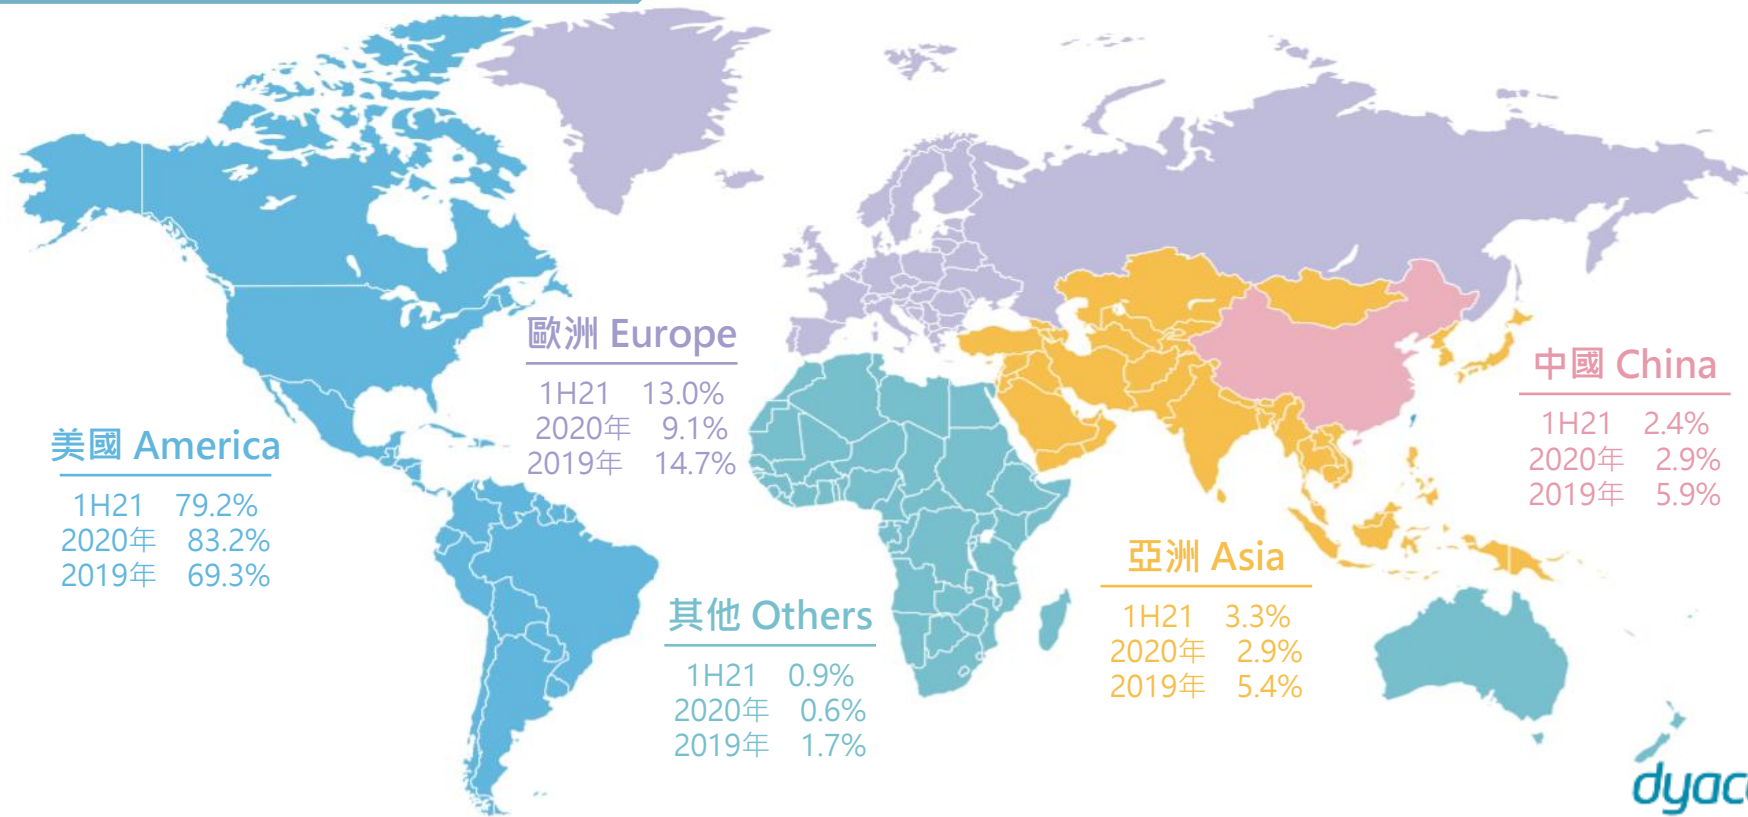 歐洲 Europe
1H21 13.0%
2020年 9.1%
2019年 14.7%
中國 China
1H21 2.4%
2020年 2.9%
2019年 5.9%
美國 America
1H21 79.2%
2020年 83.2%
2019年 69.3%
亞洲 Asia
1H21 3.3%
2020年 2.9%
2019年 5.4%
其他 Others
1H21 0.9%
2020年 0.6%
2019年 1.7%